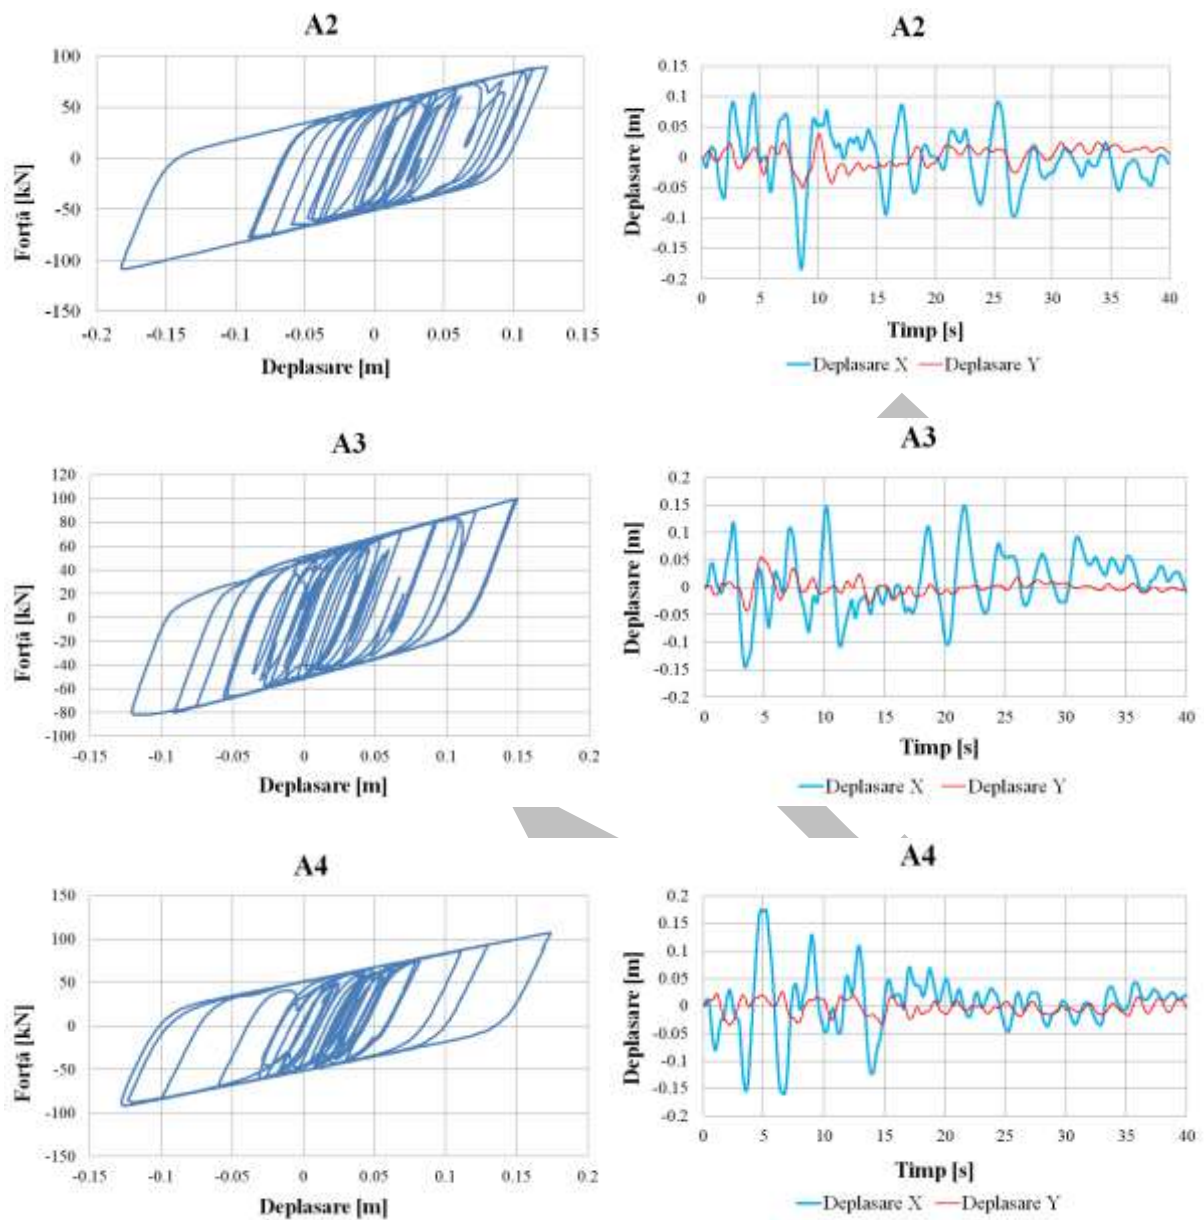 A2
100
50
0
-50
-100
-150
-0.2 -0.15 -0.1 -0.05 0 0.05 0.1 0.15
Forță [kN]
Deplasare [m]
A2
0.15
0.1
0.05
0
-0.05
-0.1
-0.15
-0.2
0 5 10 15 20 25 30 35 40
Deplasare [m]
Timp [s]
Deplasare X Deplasare Y
A3
120
100
80
60
40
20
0
-20
-40
-60
-80
-100
-0.15 -0.1 -0.05 0 0.05 0.1 0.15 0.2
Forță [kN]
Deplasare [m]
A3
0.2
0.15
0.1
0.05
0
-0.05
-0.1
-0.15
-0.2
0 5 10 15 20 25 30 35 40
Deplasare [m]
Timp [s]
Deplasare X Deplasare Y
A4
150
100
50
0
-50
-100
-150
-0.15 -0.1 -0.05 0 0.05 0.1 0.15 0.2
Forță [kN]
Deplasare [m]
A4
0.2
0.15
0.1
0.05
0
-0.05
-0.1
-0.15
-0.2
0 5 10 15 20 25 30 35 40
Deplasare [m]
Timp [s]
Deplasare X Deplasare Y